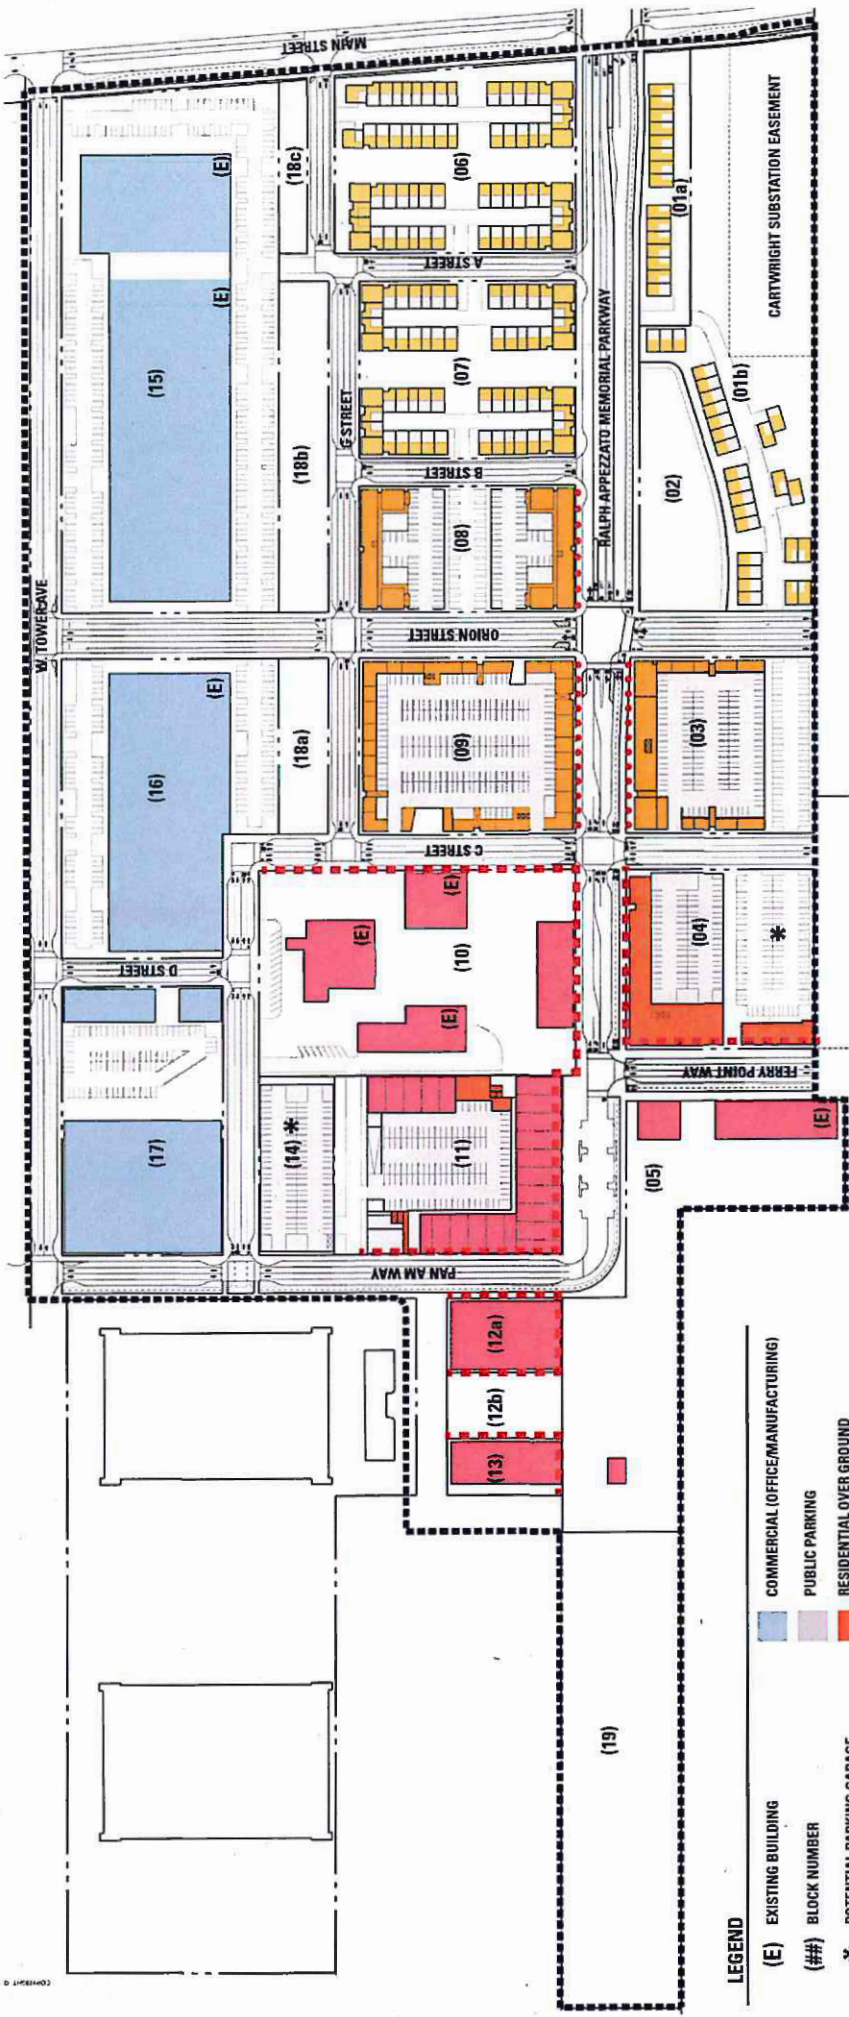 MAIN STREET
W. TOWER AVE
(E)
(18c)
(06)
(01a)
CARTWRIGHT SUBSTATION EASEMENT
A STREET
(E)
(15)
(18b)
(07)
RALPH APPEZZATO MEMORIAL PARKWAY
(01b)
B STREET
(08)
(02)
ORION STREET
(E)
(16)
(18a)
(09)
(03)
C STREET
D STREET
(E)
(E)
(E)
(10)
(04)
*
FERRY POINT WAY
(17)
(14) *
(11)
(05)
(E)
PAN AM WAY
(12a)
(12b)
(13)
(19)
LEGEND
(E) EXISTING BUILDING
(##) BLOCK NUMBER
* POTENTIAL PARKING GARAGE
COMMERCIAL (OFFICE/MANUFACTURING)
PUBLIC PARKING
RESIDENTIAL OVER GROUND